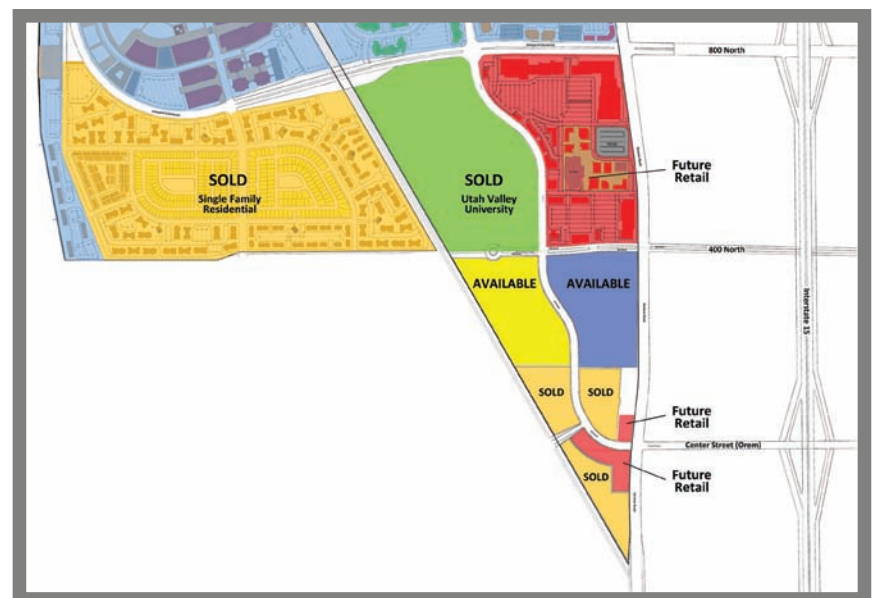 800 North
Future
Retail
SOLD
Single Family
Residential
SOLD
Utah Valley
University
400 North
AVAILABLE
AVAILABLE
Interstate 15
SOLD
SOLD
Future
Retail
Center Street (Orem)
SOLD
Future
Retail